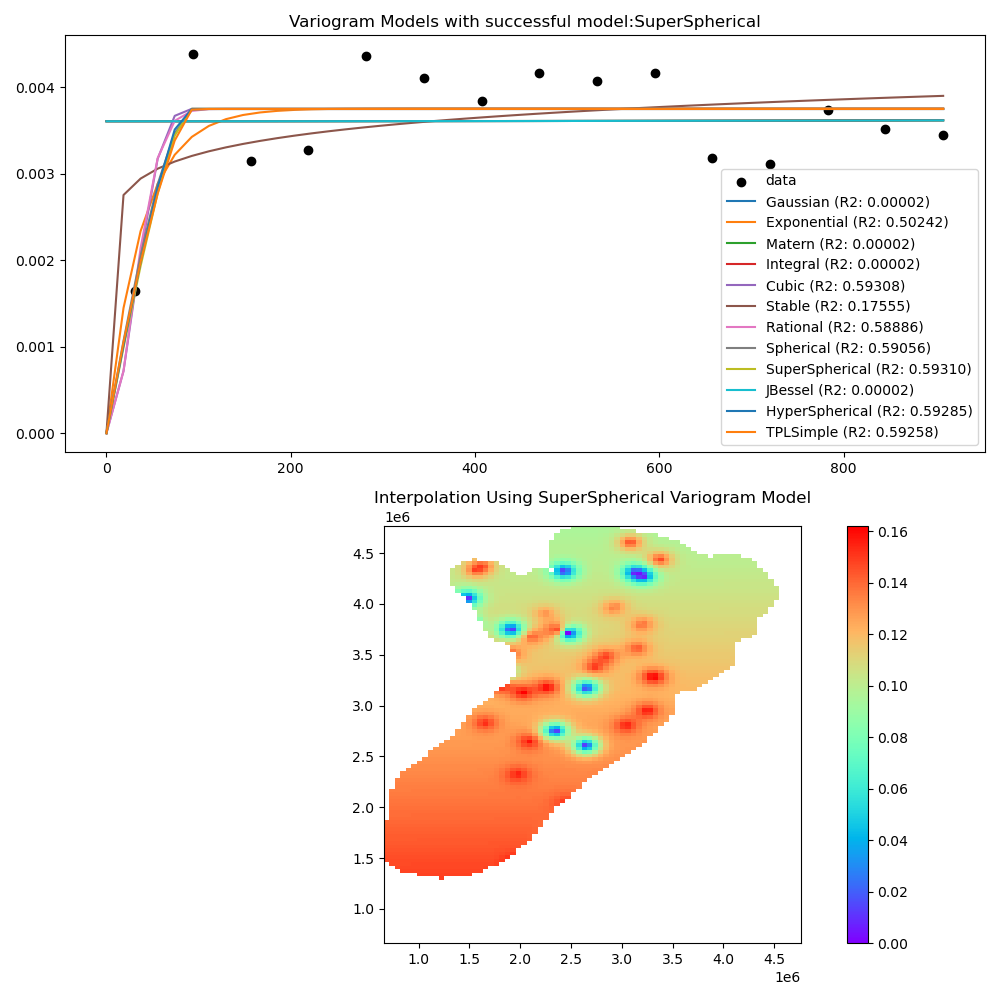 Variogram Models with successful model:SuperSpherical
0.004
0.003
0.002
0.001
0.000
0
200
400
600
800
data
Gaussian (R2: 0.00002)
Exponential (R2: 0.50242)
Matern (R2: 0.00002)
Integral (R2: 0.00002)
Cubic (R2: 0.59308)
Stable (R2: 0.17555)
Rational (R2: 0.58886)
Spherical (R2: 0.59056)
SuperSpherical (R2: 0.59310)
JBessel (R2: 0.00002)
HyperSpherical (R2: 0.59285)
TPLSimple (R2: 0.59258)
Interpolation Using SuperSpherical Variogram Model
1e6
4.5
4.0
3.5
3.0
2.5
2.0
1.5
1.0
1.0
1.5
2.0
2.5
3.0
3.5
4.0
4.5
1e6
0.16
0.14
0.12
0.10
0.08
0.06
0.04
0.02
0.00